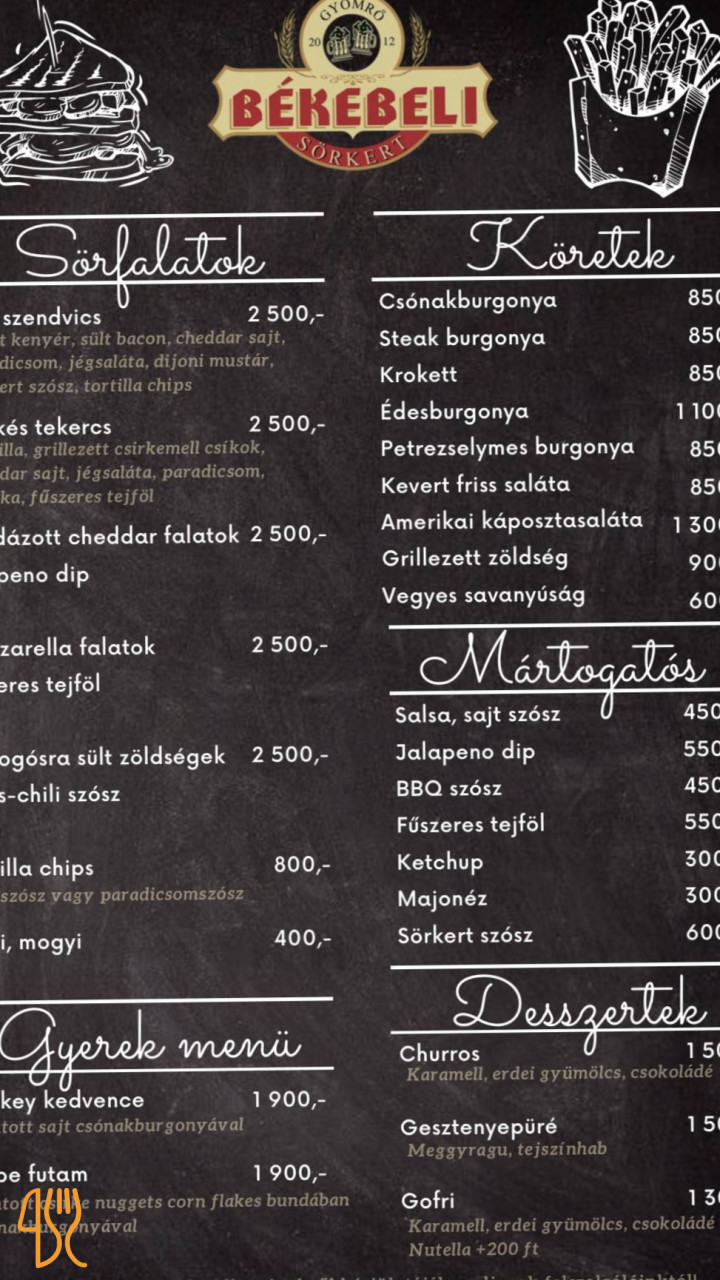 GYOMRŐ
20 12
BÉKEBELI
SÖRKERT
Sörfalatok
szendvics 2 500,-
kenyér, sült bacon, cheddar sajt,
dicsom, jégsaláta, dijoni mustár,
ert szósz, tortilla chips
kés tekercs 2 500,-
illa, grillezett csirkemell csíkok,
dar sajt, jégsaláta, paradicsom,
ka, fűszeres tejföl
dázott cheddar falatok 2 500,-
peno dip
zarella falatok 2 500,-
eres tejföl
ogósra sült zöldségek 2 500,-
s-chili szósz
illa chips 800,-
szósz vagy paradicsomszósz
i, mogyi 400,-
Gyerek menü
key kedvence 1 900,-
tott sajt csónakburgonyával
be futam 1 900,-
nuggets corn flakes bundában
nakburgonyával
Köretek
Csónakburgonya 850
Steak burgonya 850
Krokett 850
Édesburgonya 1 100
Petrezselymes burgonya 850
Kevert friss saláta 850
Amerikai káposztasaláta 1 300
Grillezett zöldség 900
Vegyes savanyúság 600
Mártogatós
Salsa, sajt szósz 450
Jalapeno dip 550
BBQ szósz 450
Fűszeres tejföl 550
Ketchup 300
Majonéz 300
Sörkert szósz 600
Desszertek
Churros 1 50
Karamell, erdei gyümölcs, csokoládé
Gesztenyepüré 1 50
Meggyragu, tejszínhab
Gofri 1 30
Karamell, erdei gyümölcs, csokoládé
Nutella +200 ft